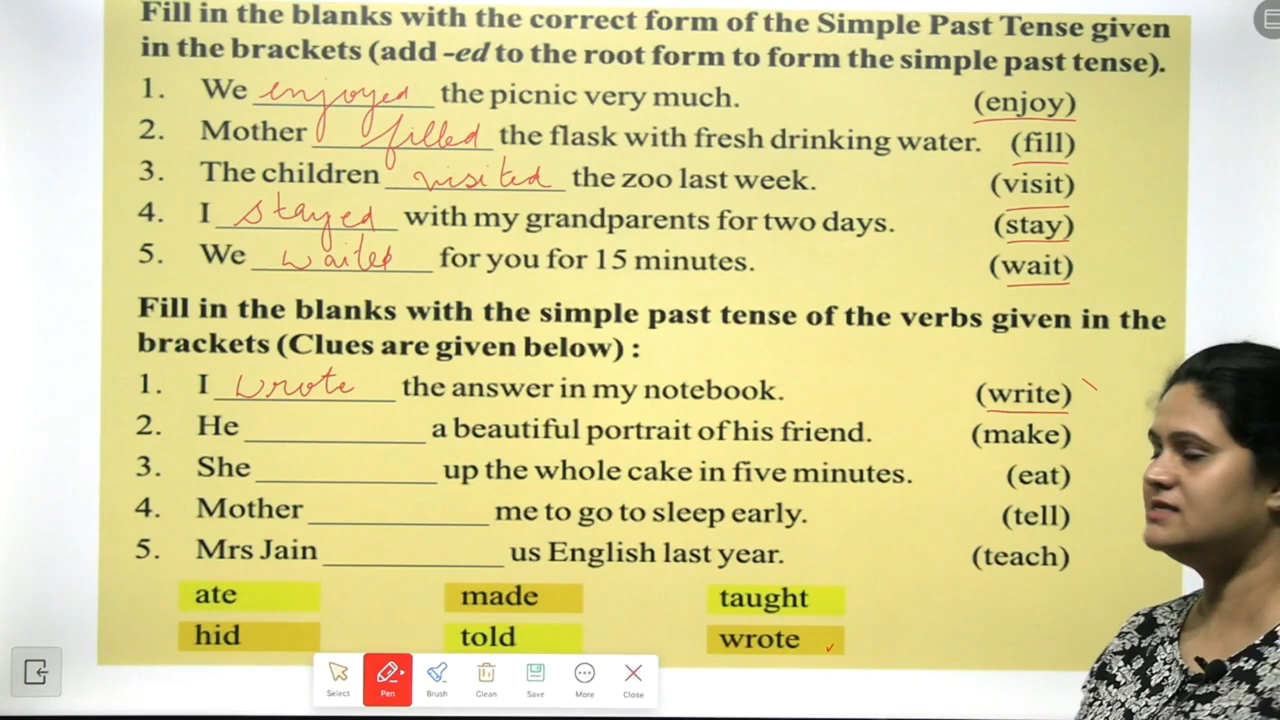 Fill in the blanks with the correct form of the Simple Past Tense given
in the brackets (add -ed to the root form to form the simple past tense).
1. We enjoyed the picnic very much. (enjoy)
2. Mother filled the flask with fresh drinking water. (fill)
3. The children visited the zoo last week. (visit)
4. I stayed with my grandparents for two days. (stay)
5. We waited for you for 15 minutes. (wait)
Fill in the blanks with the simple past tense of the verbs given in the
brackets (Clues are given below) :
1. I wrote the answer in my notebook. (write)
2. He ____________ a beautiful portrait of his friend. (make)
3. She ____________ up the whole cake in five minutes. (eat)
4. Mother ____________ me to go to sleep early. (tell)
5. Mrs Jain ____________ us English last year. (teach)
ate made taught
hid told wrote
Select Pen Brush Clean Save More Close